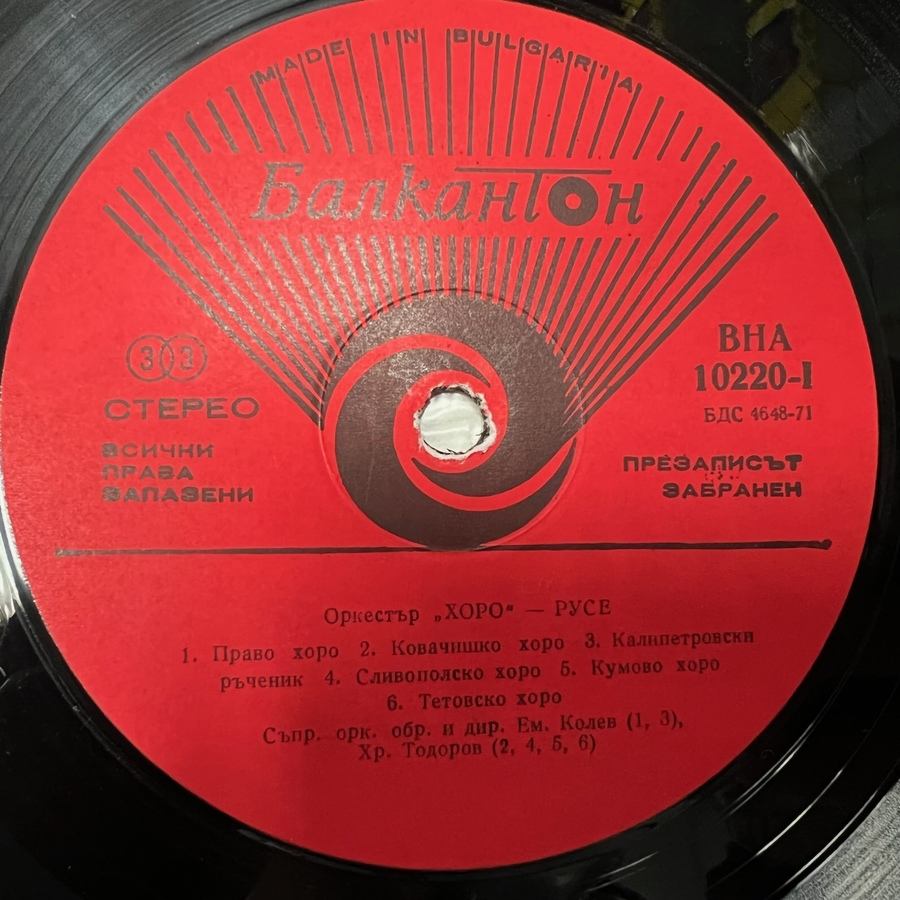 MADE IN BULGARIA
Балкантон
33
СТЕРЕО
ВСИЧКИ
ПРАВА
ЗАПАЗЕНИ
ВНА
10220-I
БДС 4648-71
ПРЕЗАПИСЪТ
ЗАБРАНЕН
Оркестър „ХОРО“ — РУСЕ
1. Право хоро 2. Ковачишко хоро 3. Калипетровски
ръченик 4. Сливополско хоро 5. Кумово хоро
6. Тетовско хоро
Съпр. орк. обр. и дир. Ем. Колев (1, 3),
Хр. Тодоров (2, 4, 5, 6)